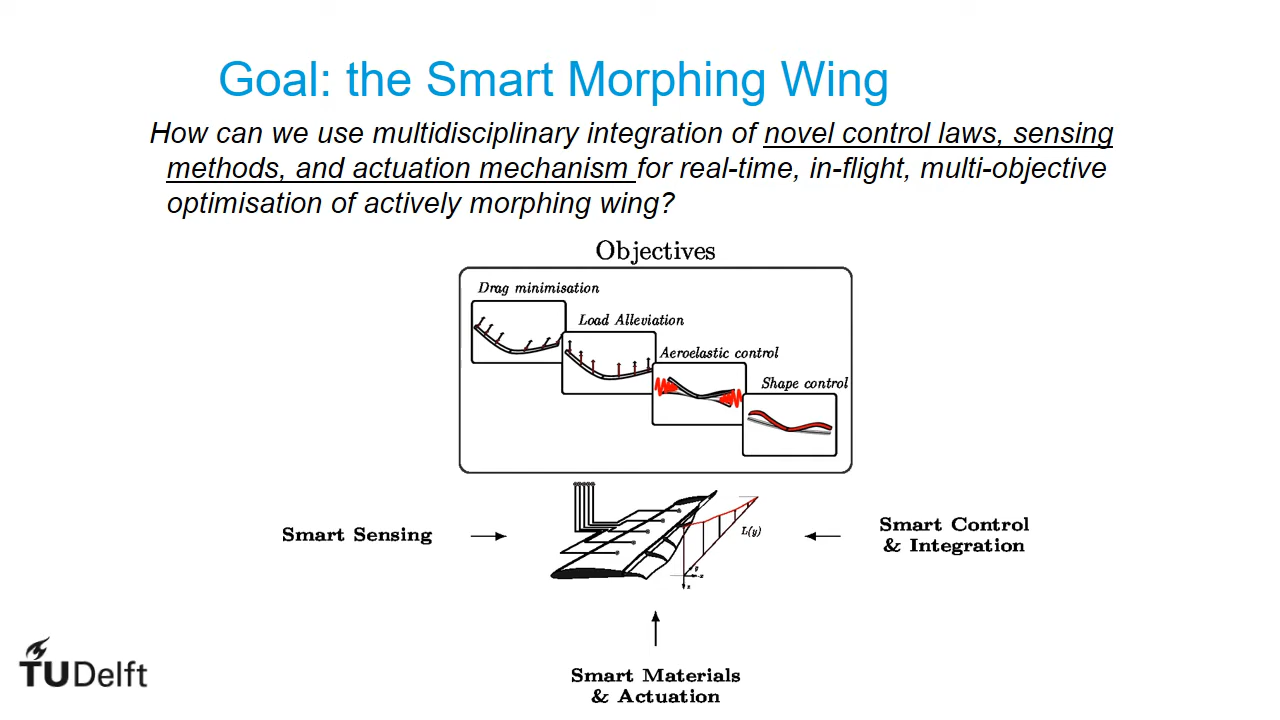 Goal: the Smart Morphing Wing
How can we use multidisciplinary integration of novel control laws, sensing
methods, and actuation mechanism for real-time, in-flight, multi-objective
optimisation of actively morphing wing?
Objectives
Drag minimisation
Load Alleviation
Aeroelastic control
Shape control
Smart Sensing
L(y)
Smart Control
& Integration
Smart Materials
& Actuation
TUDelft